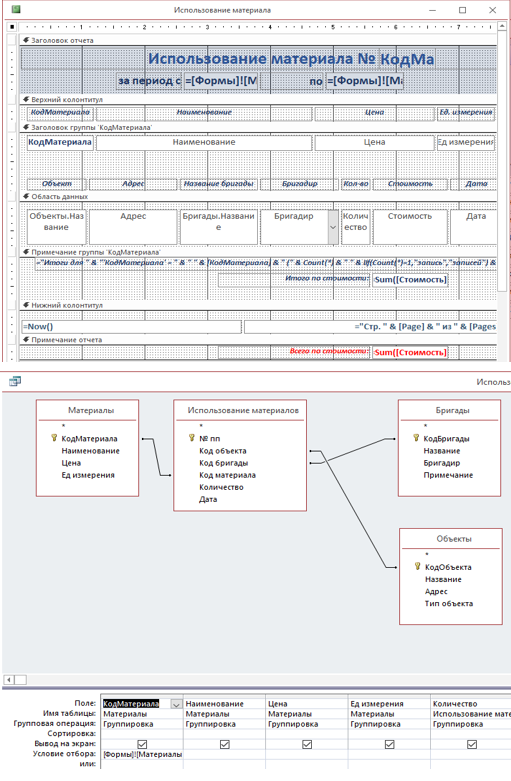 Использование материала
Заголовок отчета
Использование материала № КодМа
за период с =[Формы]![М по =[Формы]![Ма
Верхний колонтитул
КодМатериала Наименование Цена Ед. измерения
Заголовок группы 'КодМатериала'
КодМатериала Наименование Цена Ед измерения
Объект Адрес Название бригады Бригадир Кол-во Стоимость Дата
Область данных
Объекты.Наз
вание Адрес Бригады.Названи
е Бригадир Колич
ество Стоимость Дата
Примечание группы 'КодМатериала'
="Итоги для " & "'КодМатериала' = " & " " & [КодМатериала] & " (" & Count(*) & " " & IIf(Count(*)=1;"запись";"записей") &
Итого по стоимости: Sum([Стоимость]
Нижний колонтитул
=Now() ="Стр. " & [Page] & " из " & [Pages
Примечание отчета
Всего по стоимости: Sum([Стоимость]
Использ
Материалы
*
КодМатериала
Наименование
Цена
Ед измерения
Использование материалов
*
№ пп
Код объекта
Код бригады
Код материала
Количество
Дата
Бригады
*
КодБригады
Название
Бригадир
Примечание
Объекты
*
КодОбъекта
Название
Адрес
Тип объекта
Поле: КодМатериала Наименование Цена Ед измерения Количество
Имя таблицы: Материалы Материалы Материалы Материалы Использование мате
Групповая операция: Группировка Группировка Группировка Группировка Группировка
Сортировка:
Вывод на экран:
Условие отбора: [Формы]![Материалы
или: